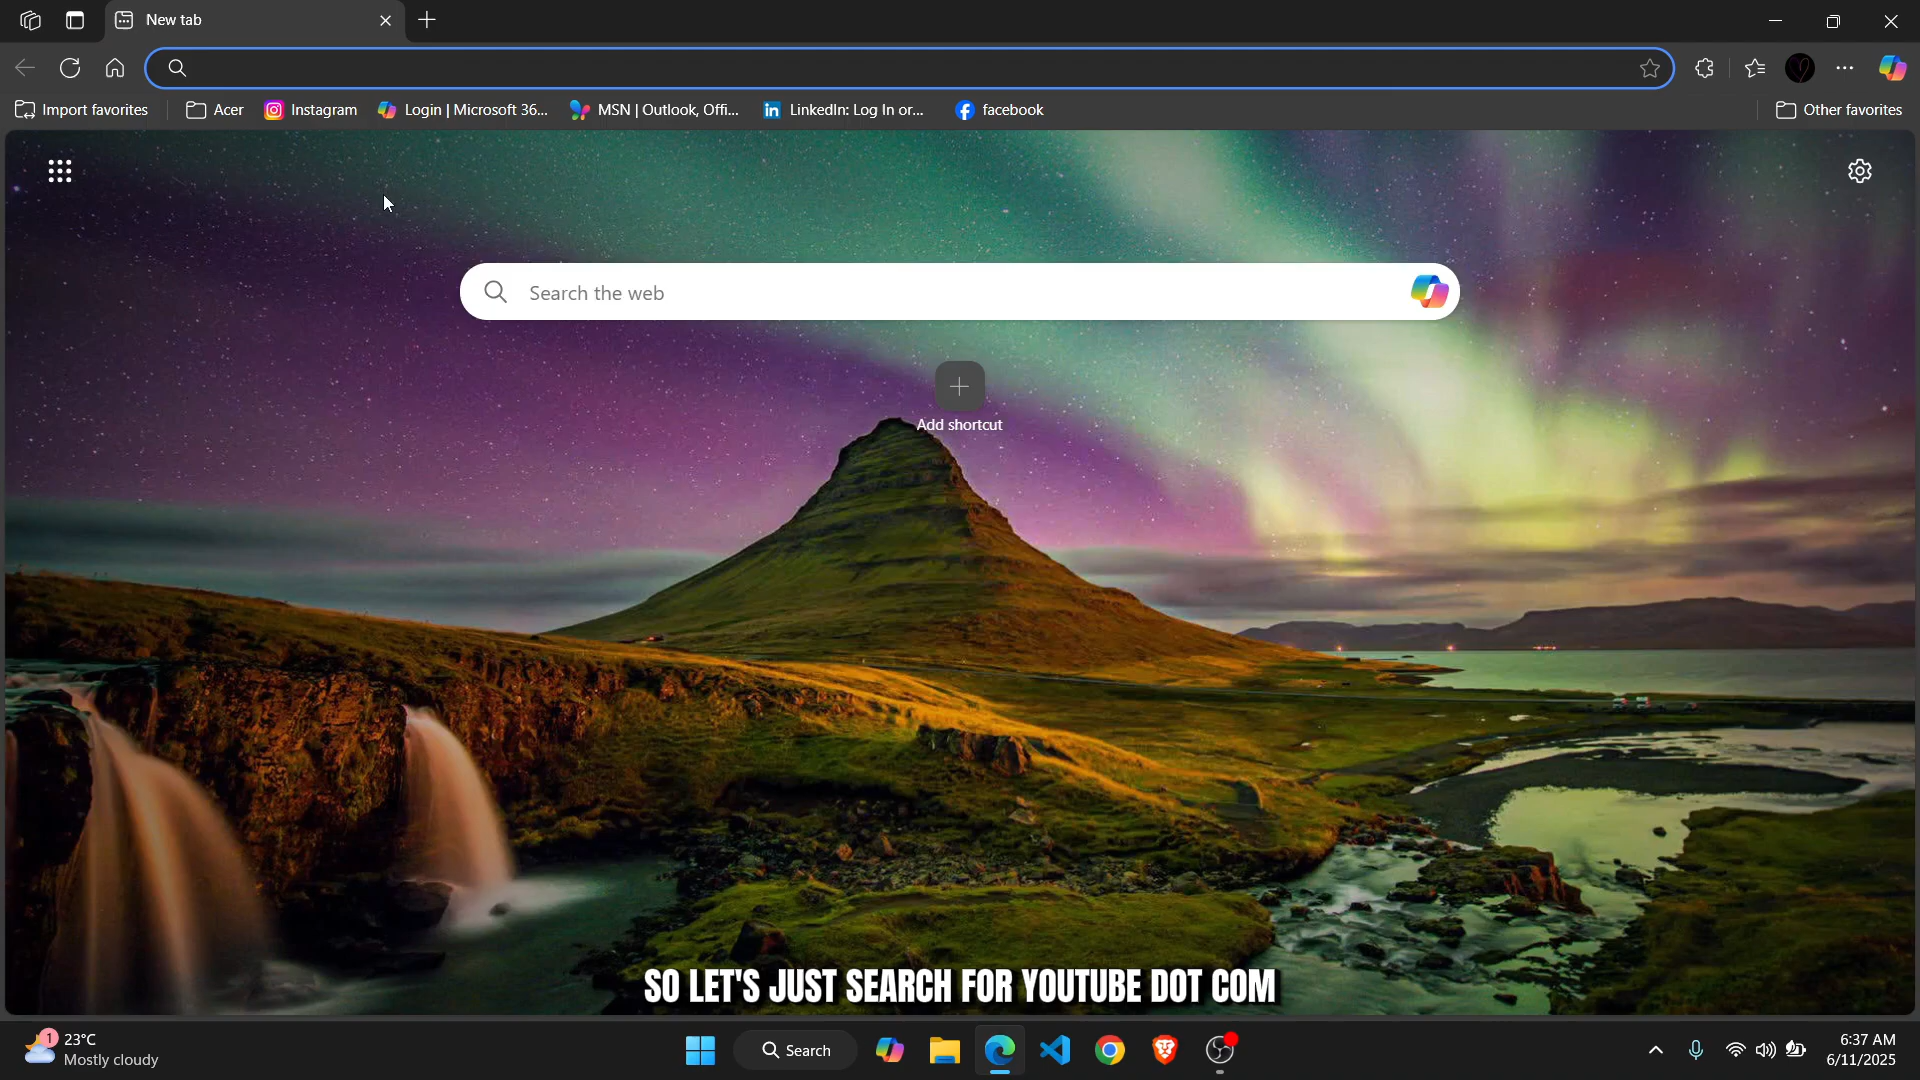 New tab
Import favorites
Acer
Instagram
Login | Microsoft 36...
MSN | Outlook, Offi...
LinkedIn: Log In or...
facebook
Other favorites
Search the web
Add shortcut
SO LET'S JUST SEARCH FOR YOUTUBE DOT COM
1
23°C
Mostly cloudy
Search
6:37 AM
6/11/2025